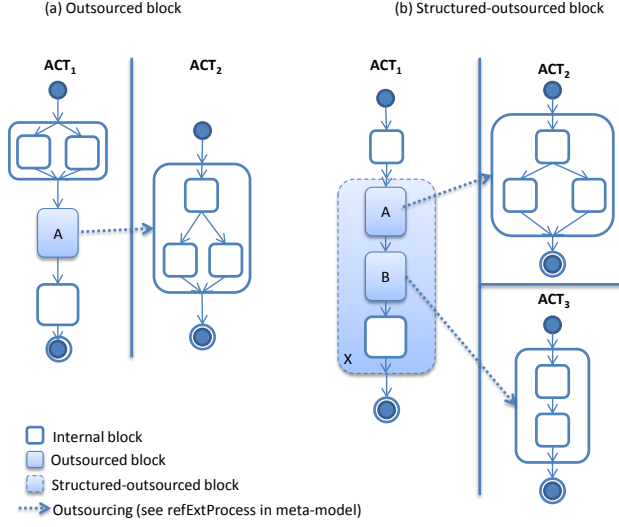 (a) Outsourced block
(b) Structured-outsourced block
ACT1
ACT2
A
ACT1
ACT2
A
B
X
ACT3
Internal block
Outsourced block
Structured-outsourced block
Outsourcing (see refExtProcess in meta-model)